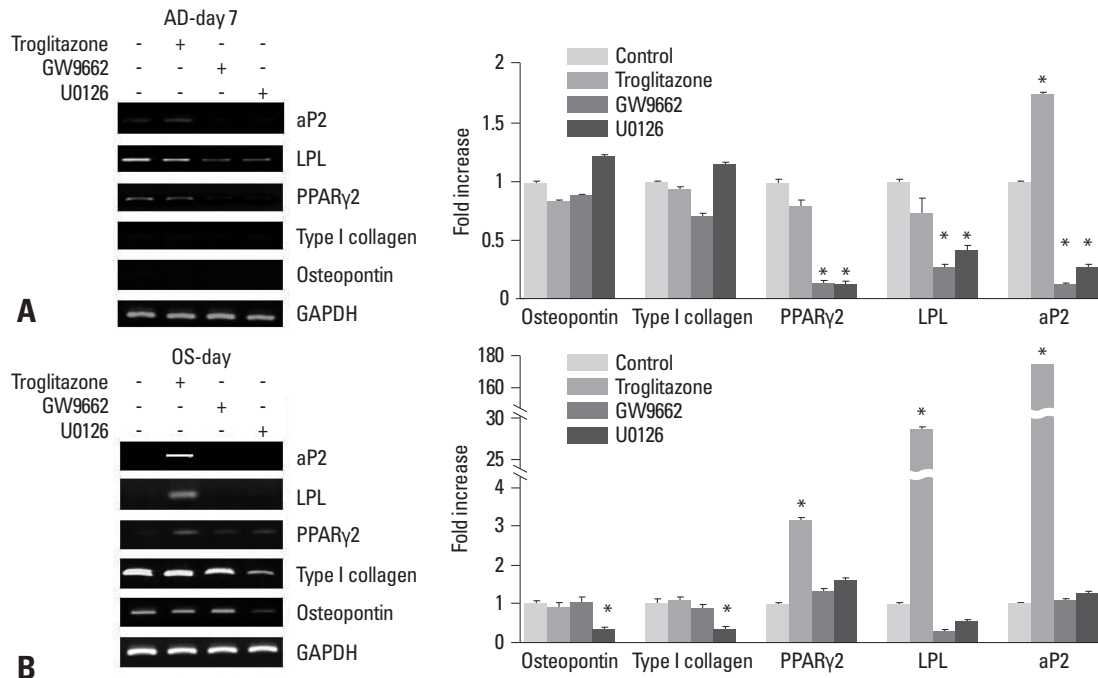 AD-day 7
Troglitazone - + - -
GW9662 - - + -
U0126 - - - +
aP2
LPL
PPARγ2
Type I collagen
Osteopontin
GAPDH
A
Control
Troglitazone
GW9662
U0126
Fold increase
2
1.5
1
0.5
0
* * * * * * *
Osteopontin Type I collagen PPARγ2 LPL aP2
OS-day
Troglitazone - + - -
GW9662 - - + -
U0126 - - - +
aP2
LPL
PPARγ2
Type I collagen
Osteopontin
GAPDH
B
Control
Troglitazone
GW9662
U0126
Fold increase
180
160
30
25
4
3
2
1
0
* * * * *
Osteopontin Type I collagen PPARγ2 LPL aP2